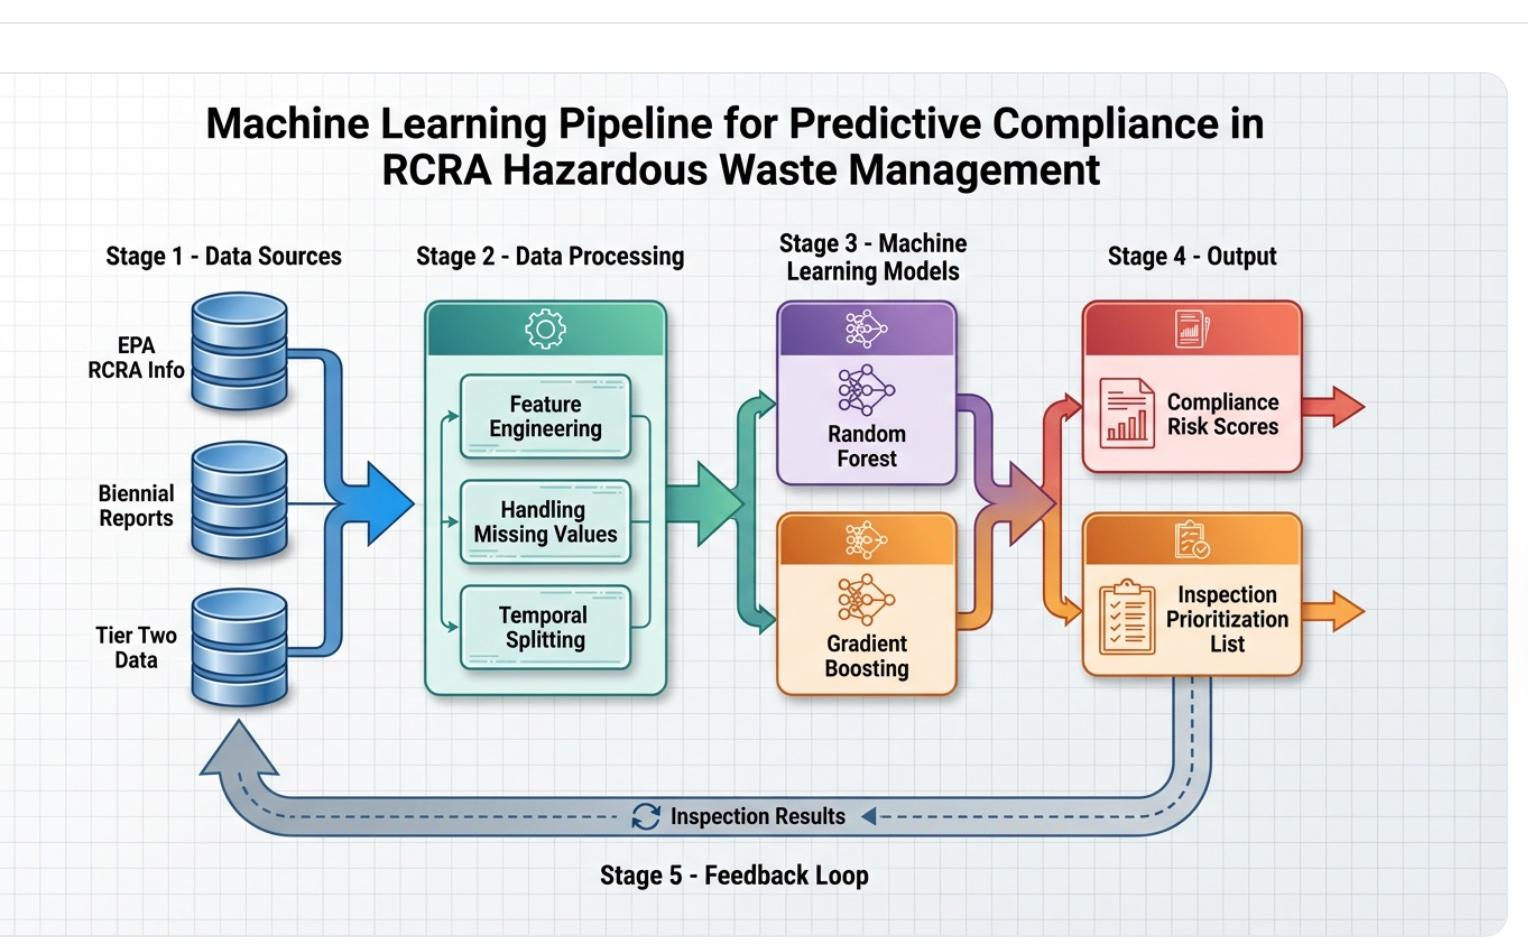 Machine Learning Pipeline for Predictive Compliance in
RCRA Hazardous Waste Management
Stage 1 - Data Sources
EPA
RCRA Info
Biennial
Reports
Tier Two
Data
Stage 2 - Data Processing
Feature
Engineering
Handling
Missing Values
Temporal
Splitting
Stage 3 - Machine
Learning Models
Random
Forest
Gradient
Boosting
Stage 4 - Output
Compliance
Risk Scores
Inspection
Prioritization
List
Inspection Results
Stage 5 - Feedback Loop